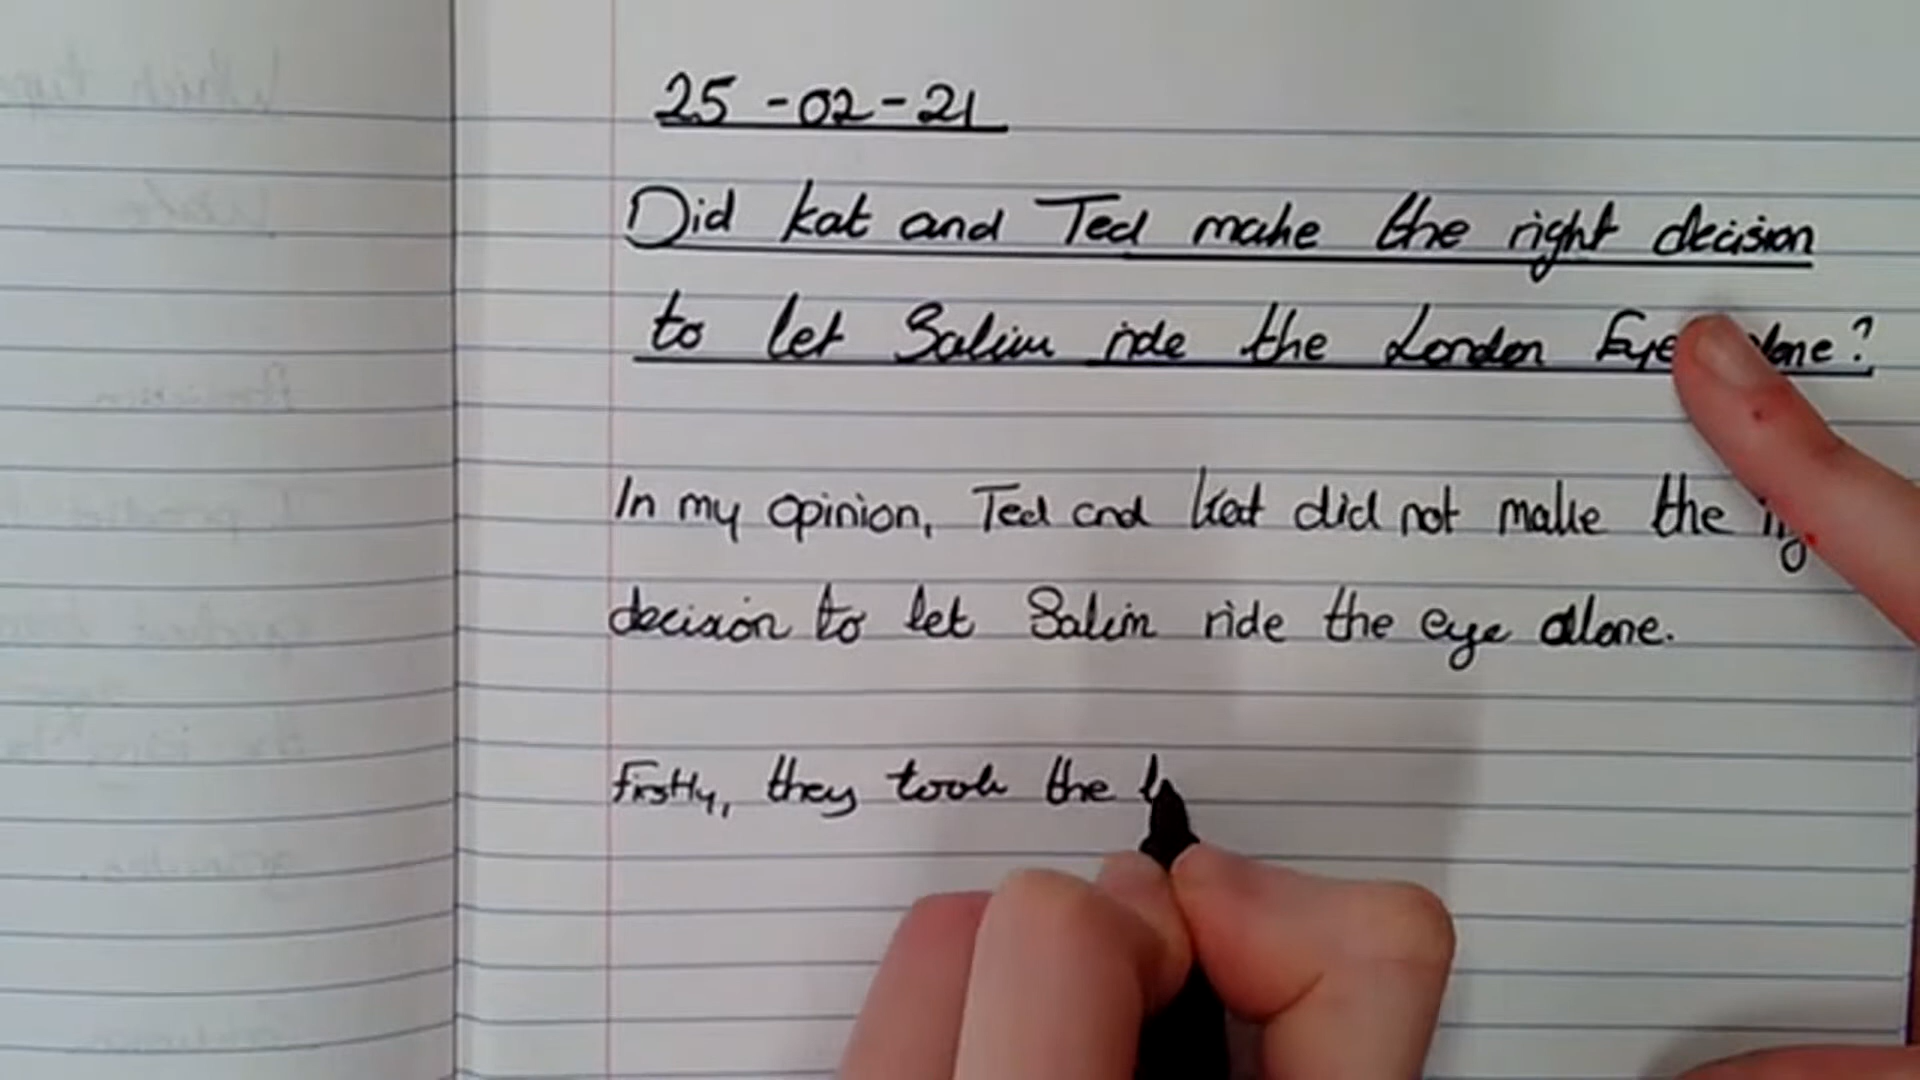 25-02-21
Did Kat and Ted make the right decision
to let Salim ride the London Eye alone?
In my opinion, Ted and Kat did not make the
decision to let Salim ride the eye alone.
Firstly, they took the